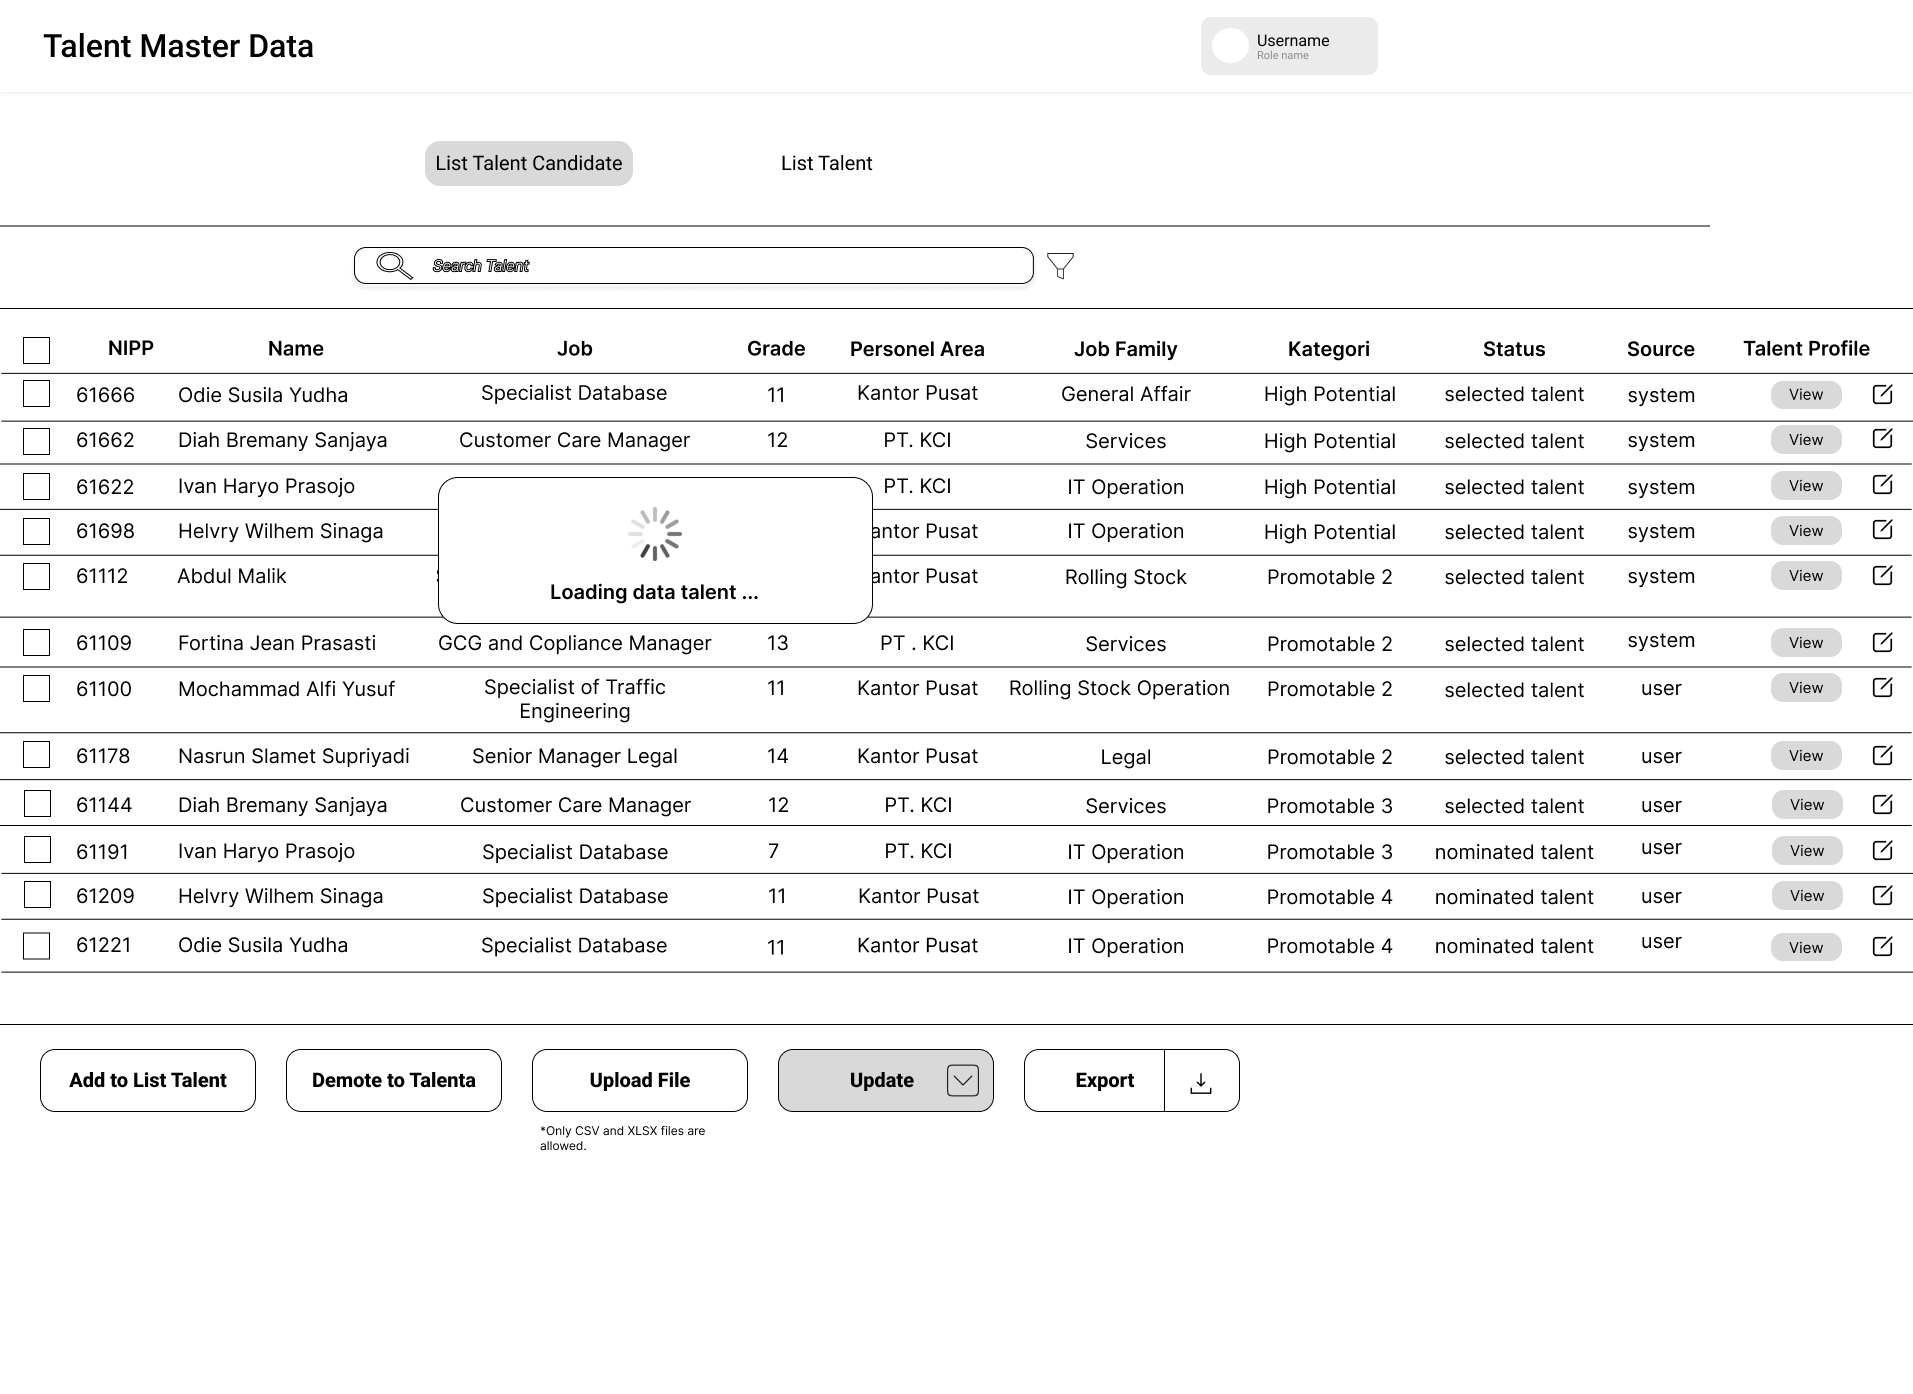 Talent Master Data
Username
Role name
List Talent Candidate List Talent
Search Talent
NIPP Name Job Grade Personel Area Job Family Kategori Status Source Talent Profile
61666 Odie Susila Yudha Specialist Database 11 Kantor Pusat General Affair High Potential selected talent system View
61662 Diah Bremany Sanjaya Customer Care Manager 12 PT. KCI Services High Potential selected talent system View
61622 Ivan Haryo Prasojo PT. KCI IT Operation High Potential selected talent system View
61698 Helvry Wilhem Sinaga antor Pusat IT Operation High Potential selected talent system View
61112 Abdul Malik antor Pusat Rolling Stock Promotable 2 selected talent system View
Loading data talent ...
61109 Fortina Jean Prasasti GCG and Copliance Manager 13 PT . KCI Services Promotable 2 selected talent system View
61100 Mochammad Alfi Yusuf Specialist of Traffic 11 Kantor Pusat Rolling Stock Operation Promotable 2 selected talent user View
Engineering
61178 Nasrun Slamet Supriyadi Senior Manager Legal 14 Kantor Pusat Legal Promotable 2 selected talent user View
61144 Diah Bremany Sanjaya Customer Care Manager 12 PT. KCI Services Promotable 3 selected talent user View
61191 Ivan Haryo Prasojo Specialist Database 7 PT. KCI IT Operation Promotable 3 nominated talent user View
61209 Helvry Wilhem Sinaga Specialist Database 11 Kantor Pusat IT Operation Promotable 4 nominated talent user View
61221 Odie Susila Yudha Specialist Database 11 Kantor Pusat IT Operation Promotable 4 nominated talent user View
Add to List Talent Demote to Talenta Upload File Update Export
*Only CSV and XLSX files are
allowed.